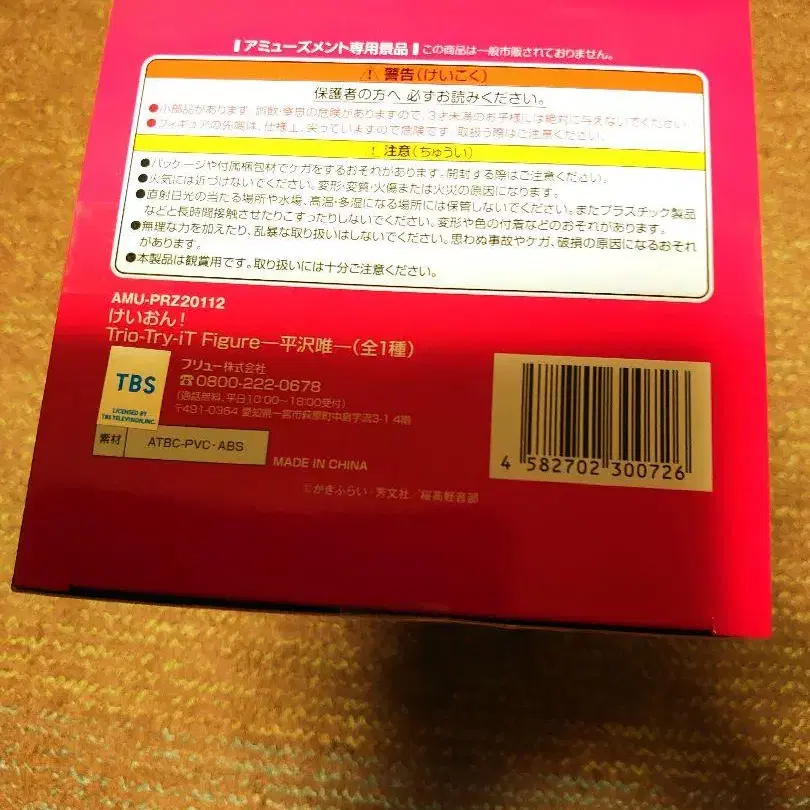 アミューズメント専用景品 この商品は一般市販されておりません。
! 警告(けいこく)
保護者の方へ 必ずお読みください。
●小部品があります。誤飲・窒息の危険がありますので、3才未満のお子様には絶対に与えないでください。
●フィギュアの先端は、仕様上、尖っていますので危険です。取扱う際はご注意ください。
! 注意(ちゅうい)
●パッケージや付属梱包材でケガをするおそれがあります。開封する際はご注意ください。
●火気には近づけないでください。変形・変質・火傷または火災の原因になります。
●直射日光の当たる場所や水場、高温・多湿になる場所には保管しないでください。またプラスチック製品
などと長時間接触させたりこすったりしないでください。変形や色の付着などのおそれがあります。
●無理な力を加えたり、乱暴な取り扱いはしないでください。思わぬ事故やケガ、破損の原因になるおそれ
があります。
●本製品は観賞用です。取り扱いには十分ご注意ください。
AMU-PRZ20112
けいおん!
Trio-Try-iT Figure―平沢唯―(全1種)
TBS
LICENSED BY
TBS TELEVISION, INC.
フリュー株式会社
☎0800-222-0678
(通話無料、平日10:00~18:00受付)
〒491-0364 愛知県一宮市萩原町中島字流3-1 4階
素材 ATBC-PVC・ABS
MADE IN CHINA
4 582702 300726
©かきふらい・芳文社/桜高軽音部